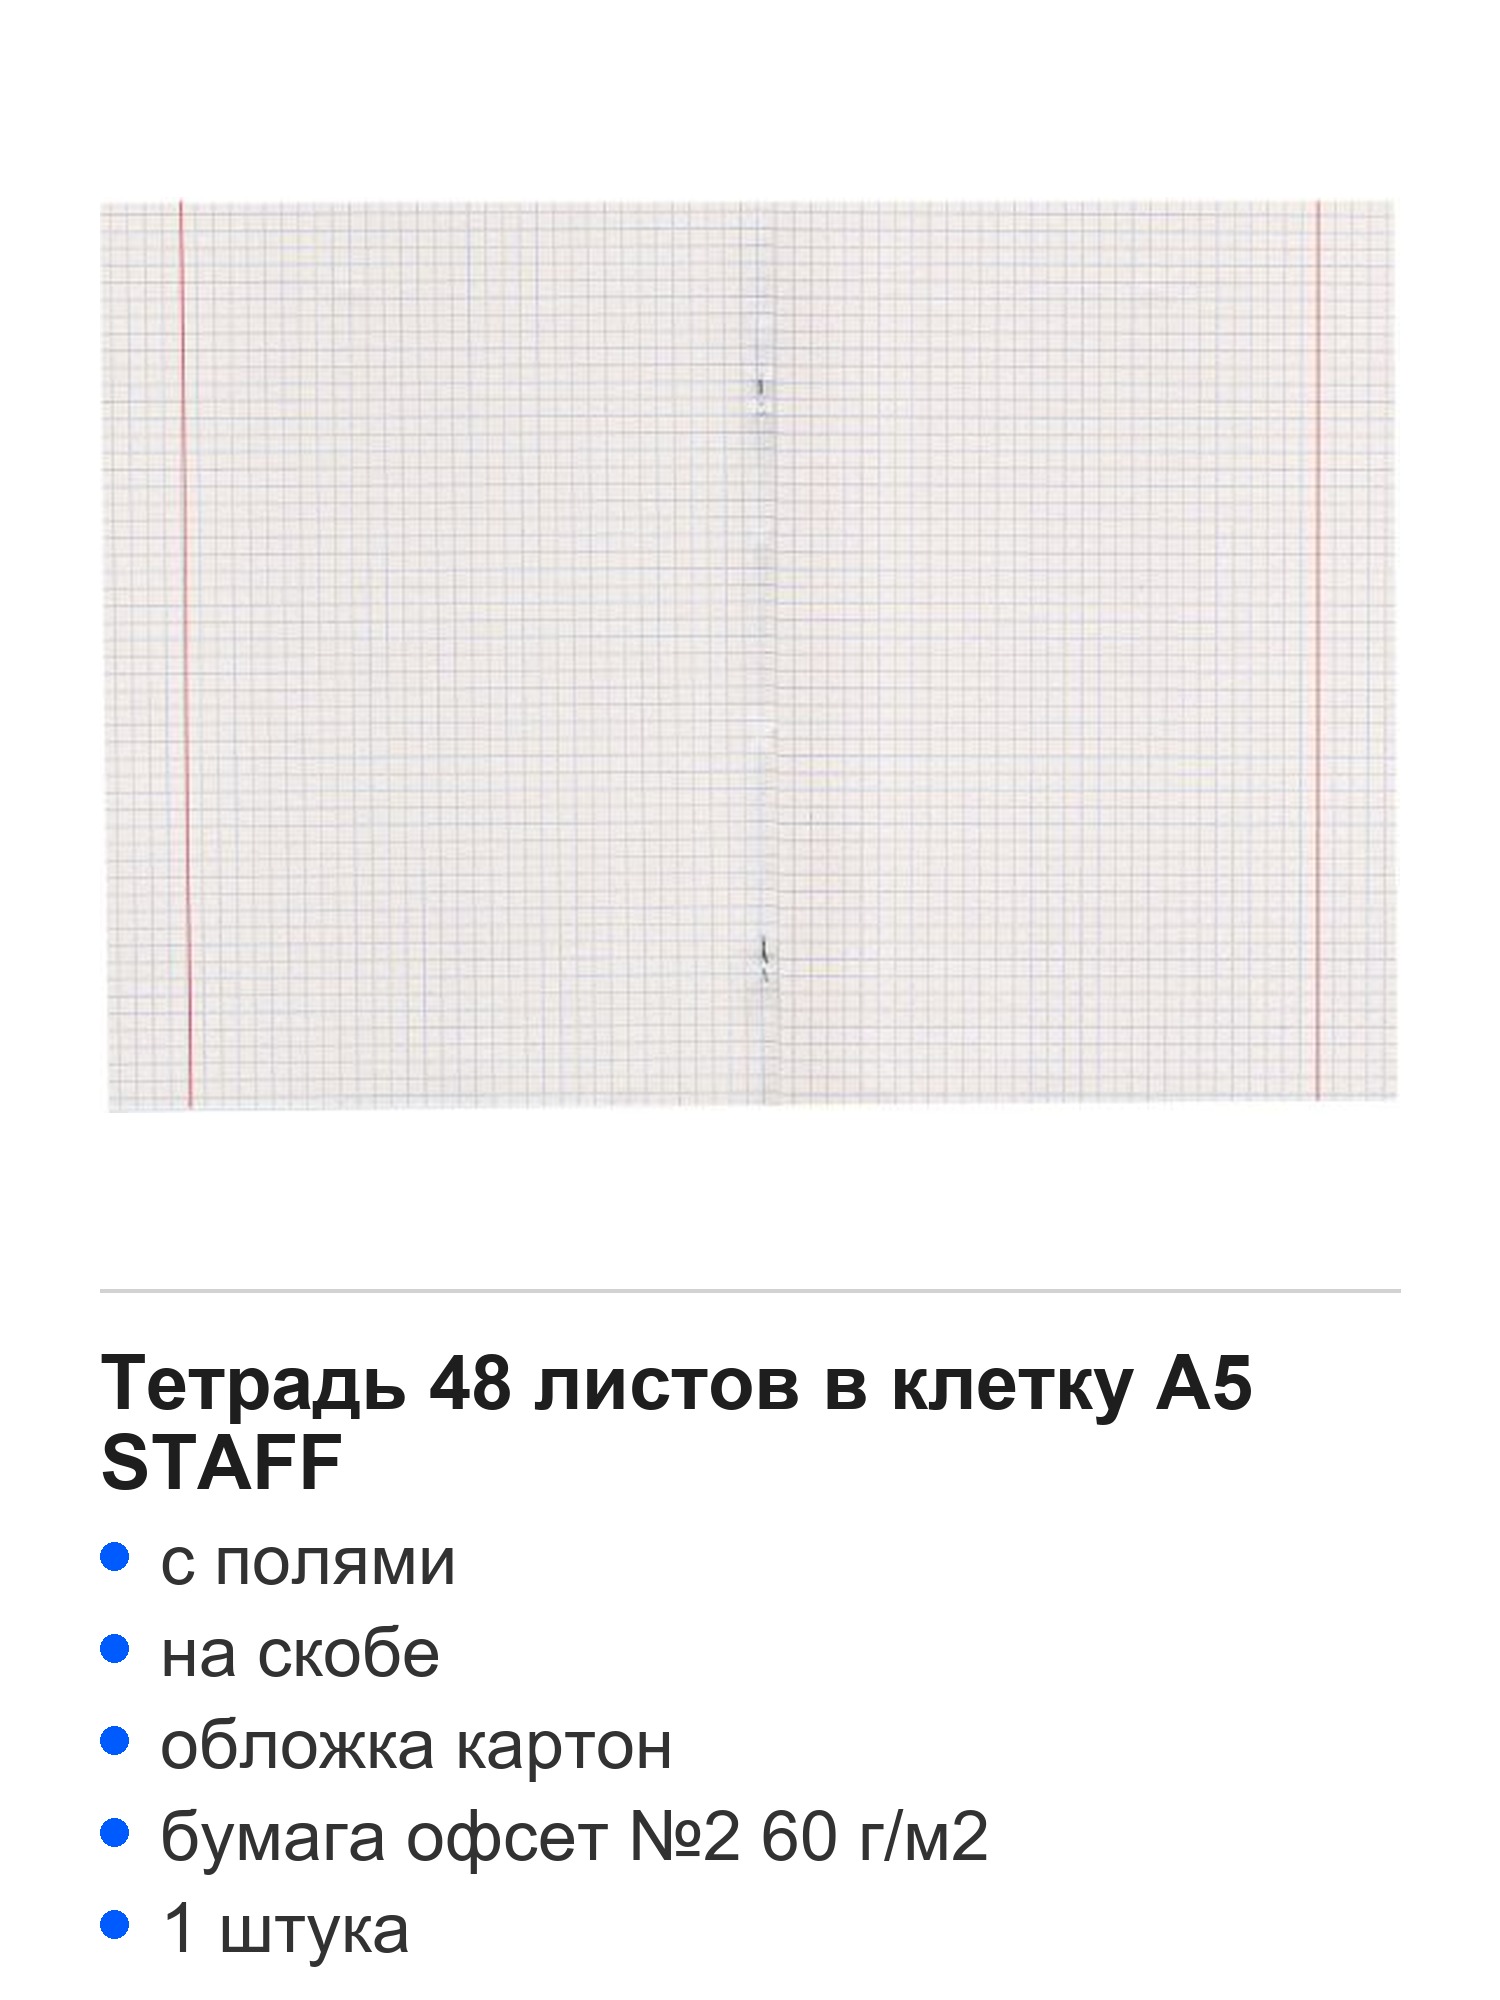 Тетрадь 48 листов в клетку А5
STAFF
с полями
на скобе
обложка картон
бумага офсет №2 60 г/м2
1 штука